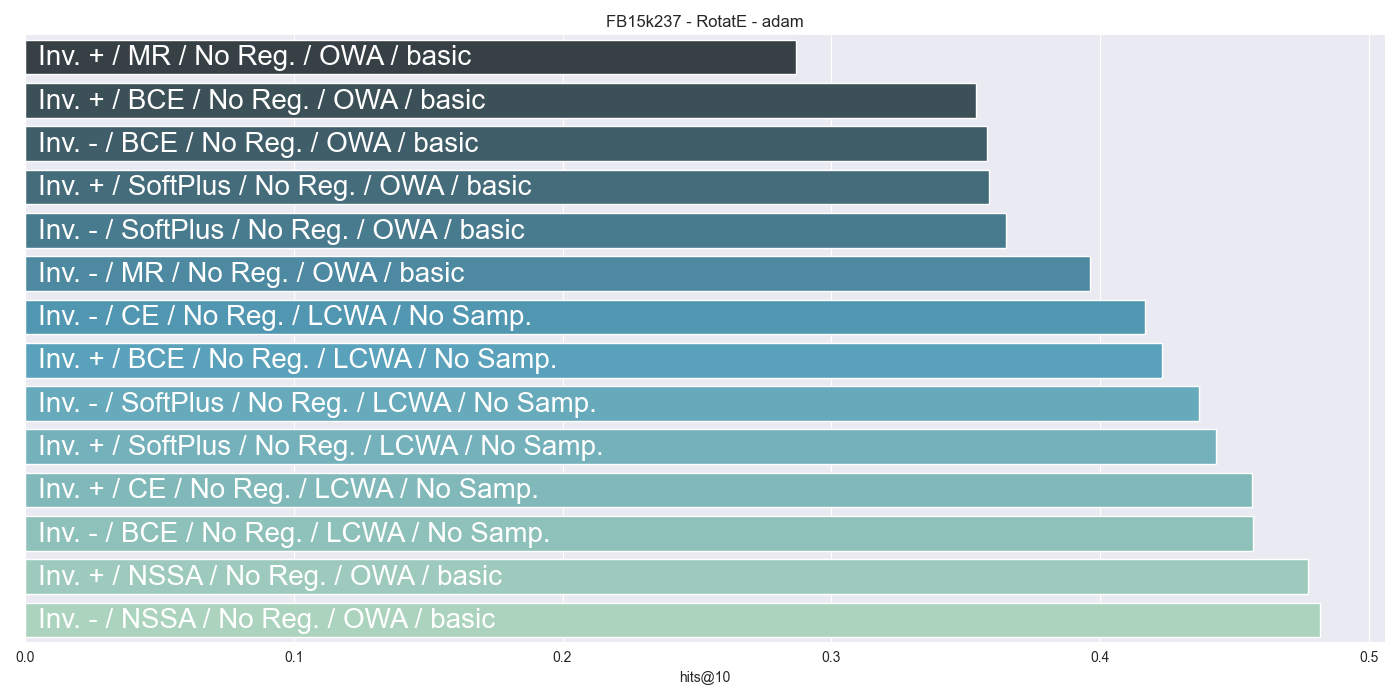 FB15k237 - RotatE - adam
Inv. + / MR / No Reg. / OWA / basic
Inv. + / BCE / No Reg. / OWA / basic
Inv. - / BCE / No Reg. / OWA / basic
Inv. + / SoftPlus / No Reg. / OWA / basic
Inv. - / SoftPlus / No Reg. / OWA / basic
Inv. - / MR / No Reg. / OWA / basic
Inv. - / CE / No Reg. / LCWA / No Samp.
Inv. + / BCE / No Reg. / LCWA / No Samp.
Inv. - / SoftPlus / No Reg. / LCWA / No Samp.
Inv. + / SoftPlus / No Reg. / LCWA / No Samp.
Inv. + / CE / No Reg. / LCWA / No Samp.
Inv. - / BCE / No Reg. / LCWA / No Samp.
Inv. + / NSSA / No Reg. / OWA / basic
Inv. - / NSSA / No Reg. / OWA / basic
0.0 0.1 0.2 0.3 0.4 0.5
hits@10